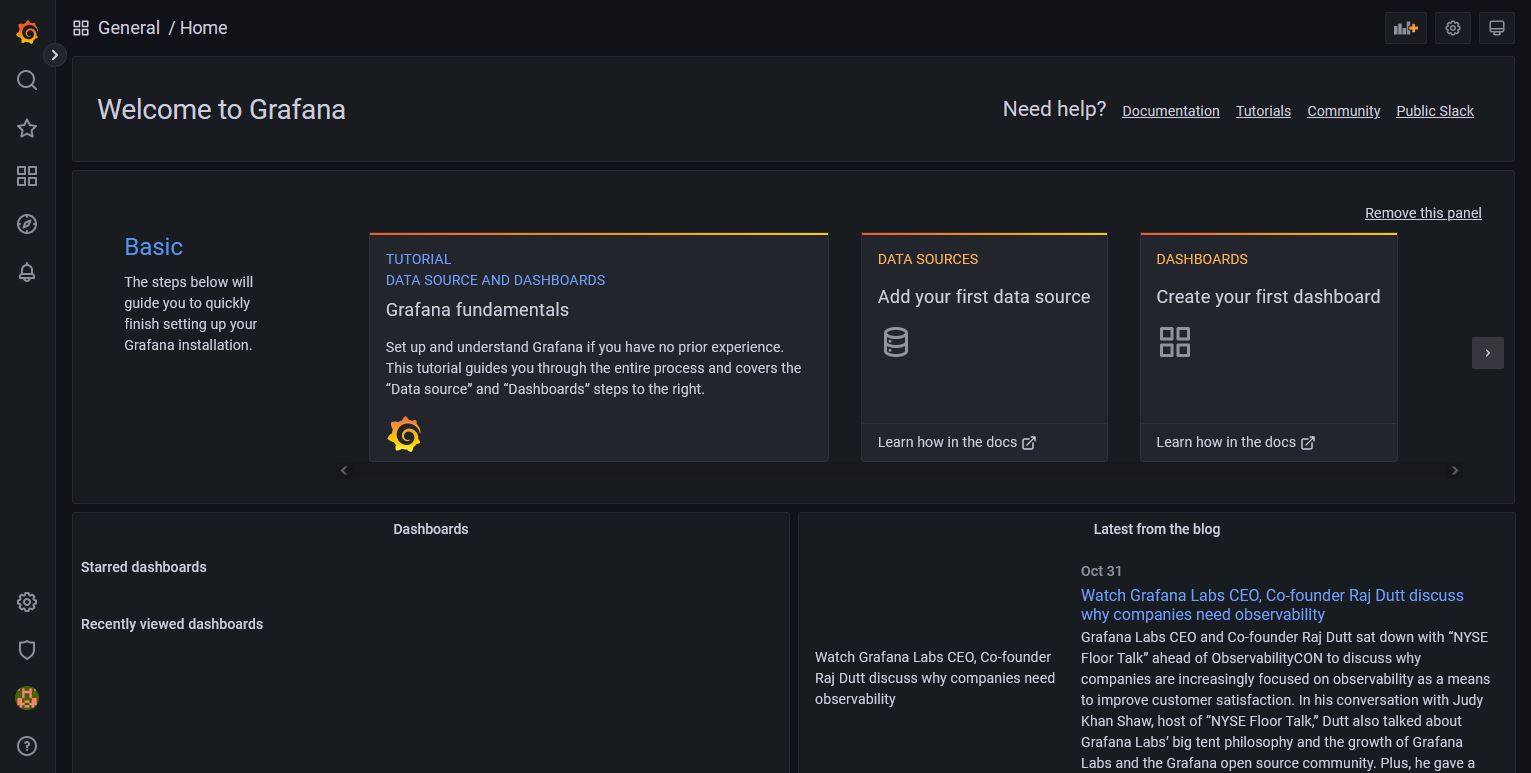 General / Home
Welcome to Grafana
Need help? Documentation Tutorials Community Public Slack
Remove this panel
Basic
The steps below will
guide you to quickly
finish setting up your
Grafana installation.
TUTORIAL
DATA SOURCE AND DASHBOARDS
Grafana fundamentals
Set up and understand Grafana if you have no prior experience.
This tutorial guides you through the entire process and covers the
“Data source” and “Dashboards” steps to the right.
DATA SOURCES
Add your first data source
Learn how in the docs
DASHBOARDS
Create your first dashboard
Learn how in the docs
Dashboards
Starred dashboards
Recently viewed dashboards
Latest from the blog
Watch Grafana Labs CEO, Co-founder
Raj Dutt discuss why companies need
observability
Oct 31
Watch Grafana Labs CEO, Co-founder Raj Dutt discuss
why companies need observability
Grafana Labs CEO and Co-founder Raj Dutt sat down with “NYSE
Floor Talk” ahead of ObservabilityCON to discuss why
companies are increasingly focused on observability as a means
to improve customer satisfaction. In his conversation with Judy
Khan Shaw, host of “NYSE Floor Talk,” Dutt also talked about
Grafana Labs’ big tent philosophy and the growth of Grafana
Labs and the Grafana open source community. Plus, he gave a